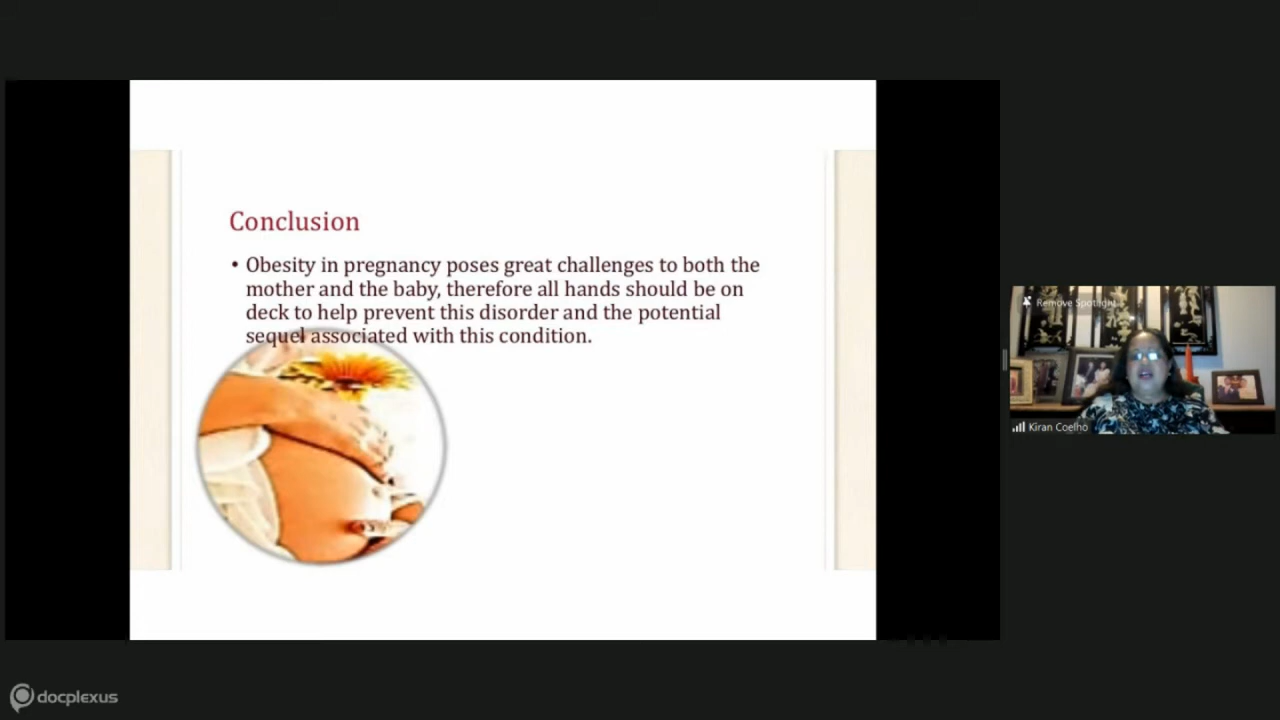 Conclusion
• Obesity in pregnancy poses great challenges to both the
mother and the baby, therefore all hands should be on
deck to help prevent this disorder and the potential
sequel associated with this condition.
Remove Spotlight
Kiran Coelho
docplexus